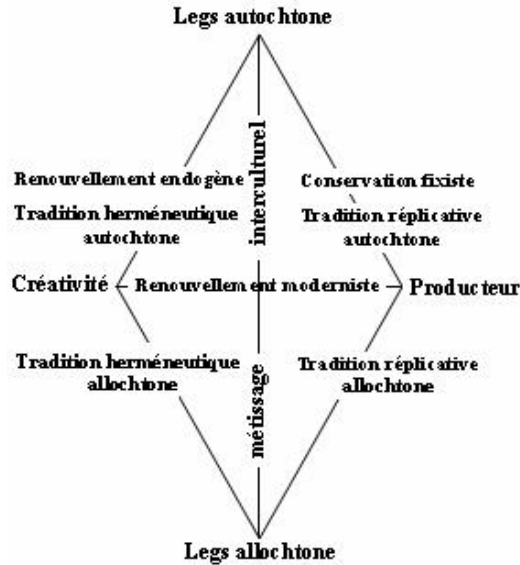 Legs autochtone
interculturel
Renouvellement endogène
Conservation fixiste
Tradition herméneutique
autochtone
Tradition réplicative
autochtone
Créativité
Renouvellement moderniste
Producteur
Tradition herméneutique
allochtone
Tradition réplicative
allochtone
métissage
Legs allochtone